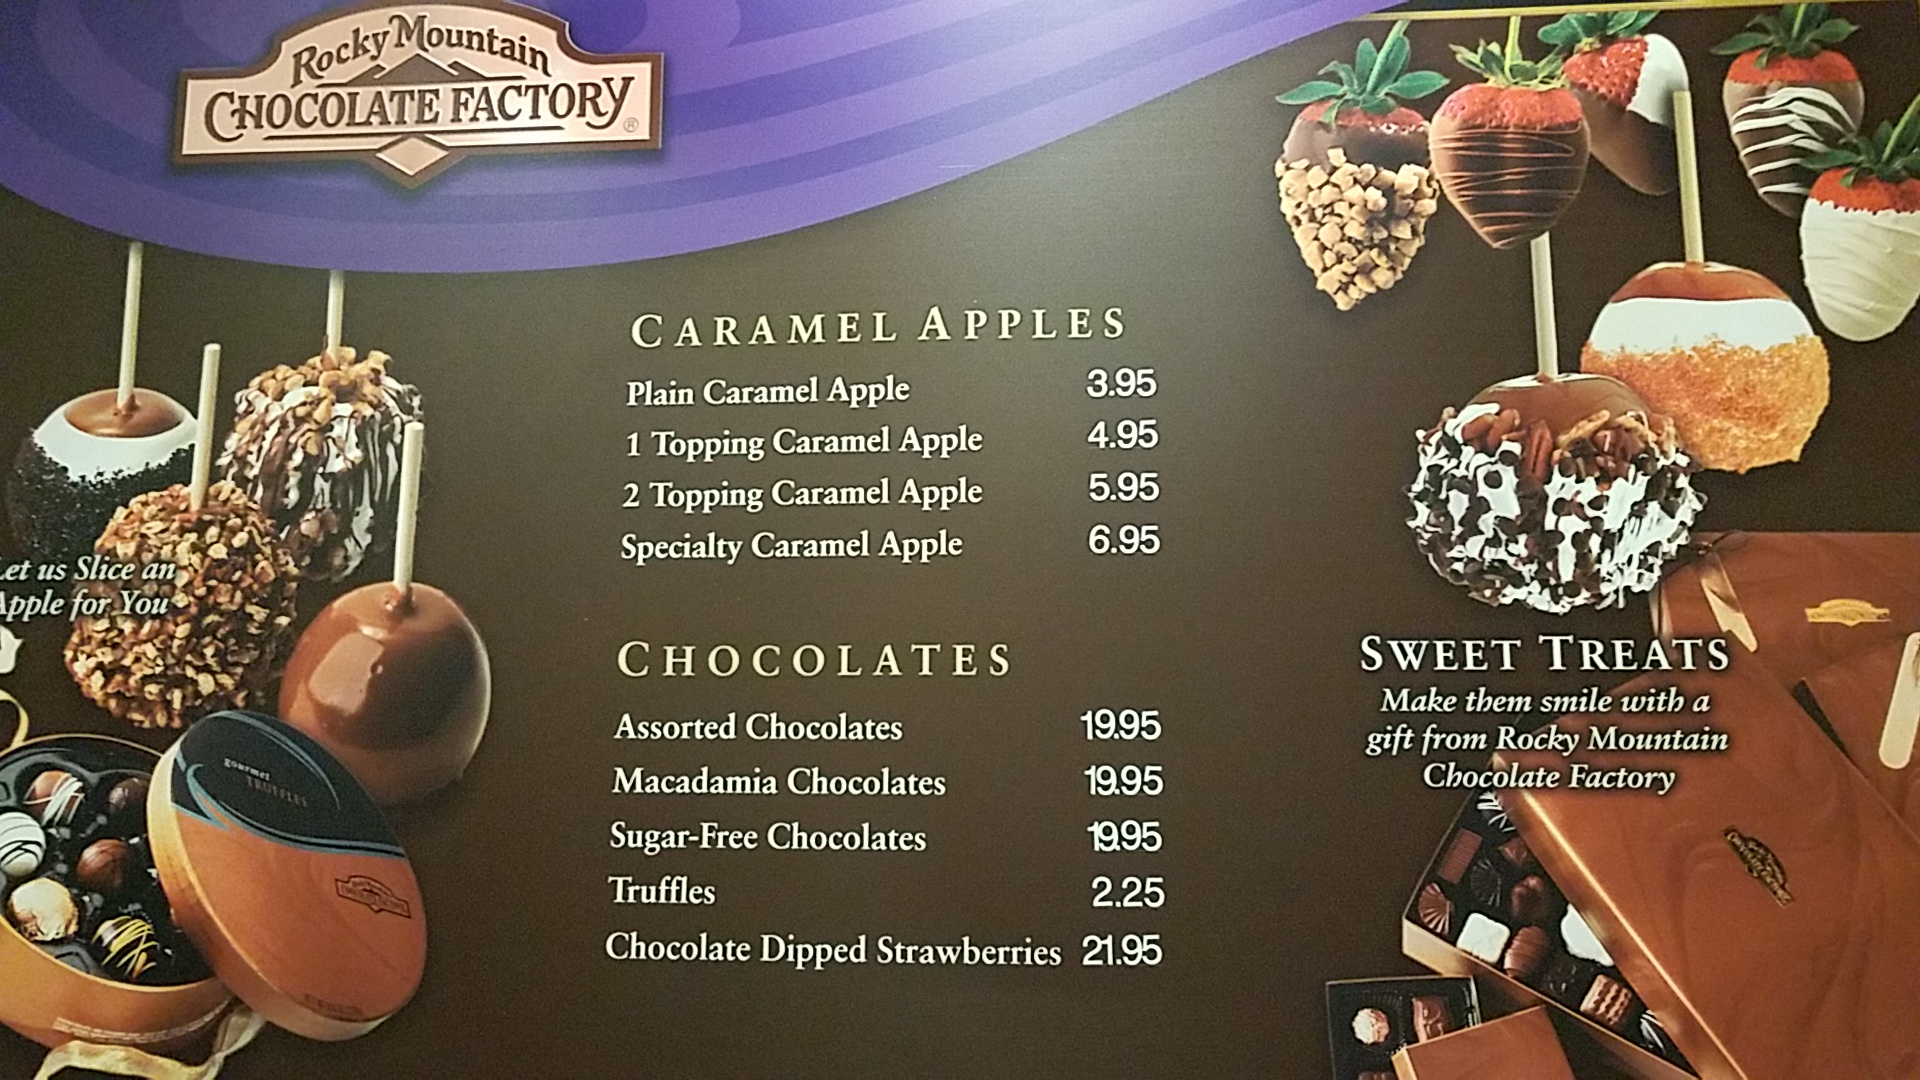 Rocky Mountain
CHOCOLATE FACTORY®
CARAMEL APPLES
Plain Caramel Apple 3.95
1 Topping Caramel Apple 4.95
2 Topping Caramel Apple 5.95
Specialty Caramel Apple 6.95
Let us Slice an
Apple for You
CHOCOLATES
Assorted Chocolates 19.95
Macadamia Chocolates 19.95
Sugar-Free Chocolates 19.95
Truffles 2.25
Chocolate Dipped Strawberries 21.95
SWEET TREATS
Make them smile with a
gift from Rocky Mountain
Chocolate Factory
gourmet
TRUFFLES